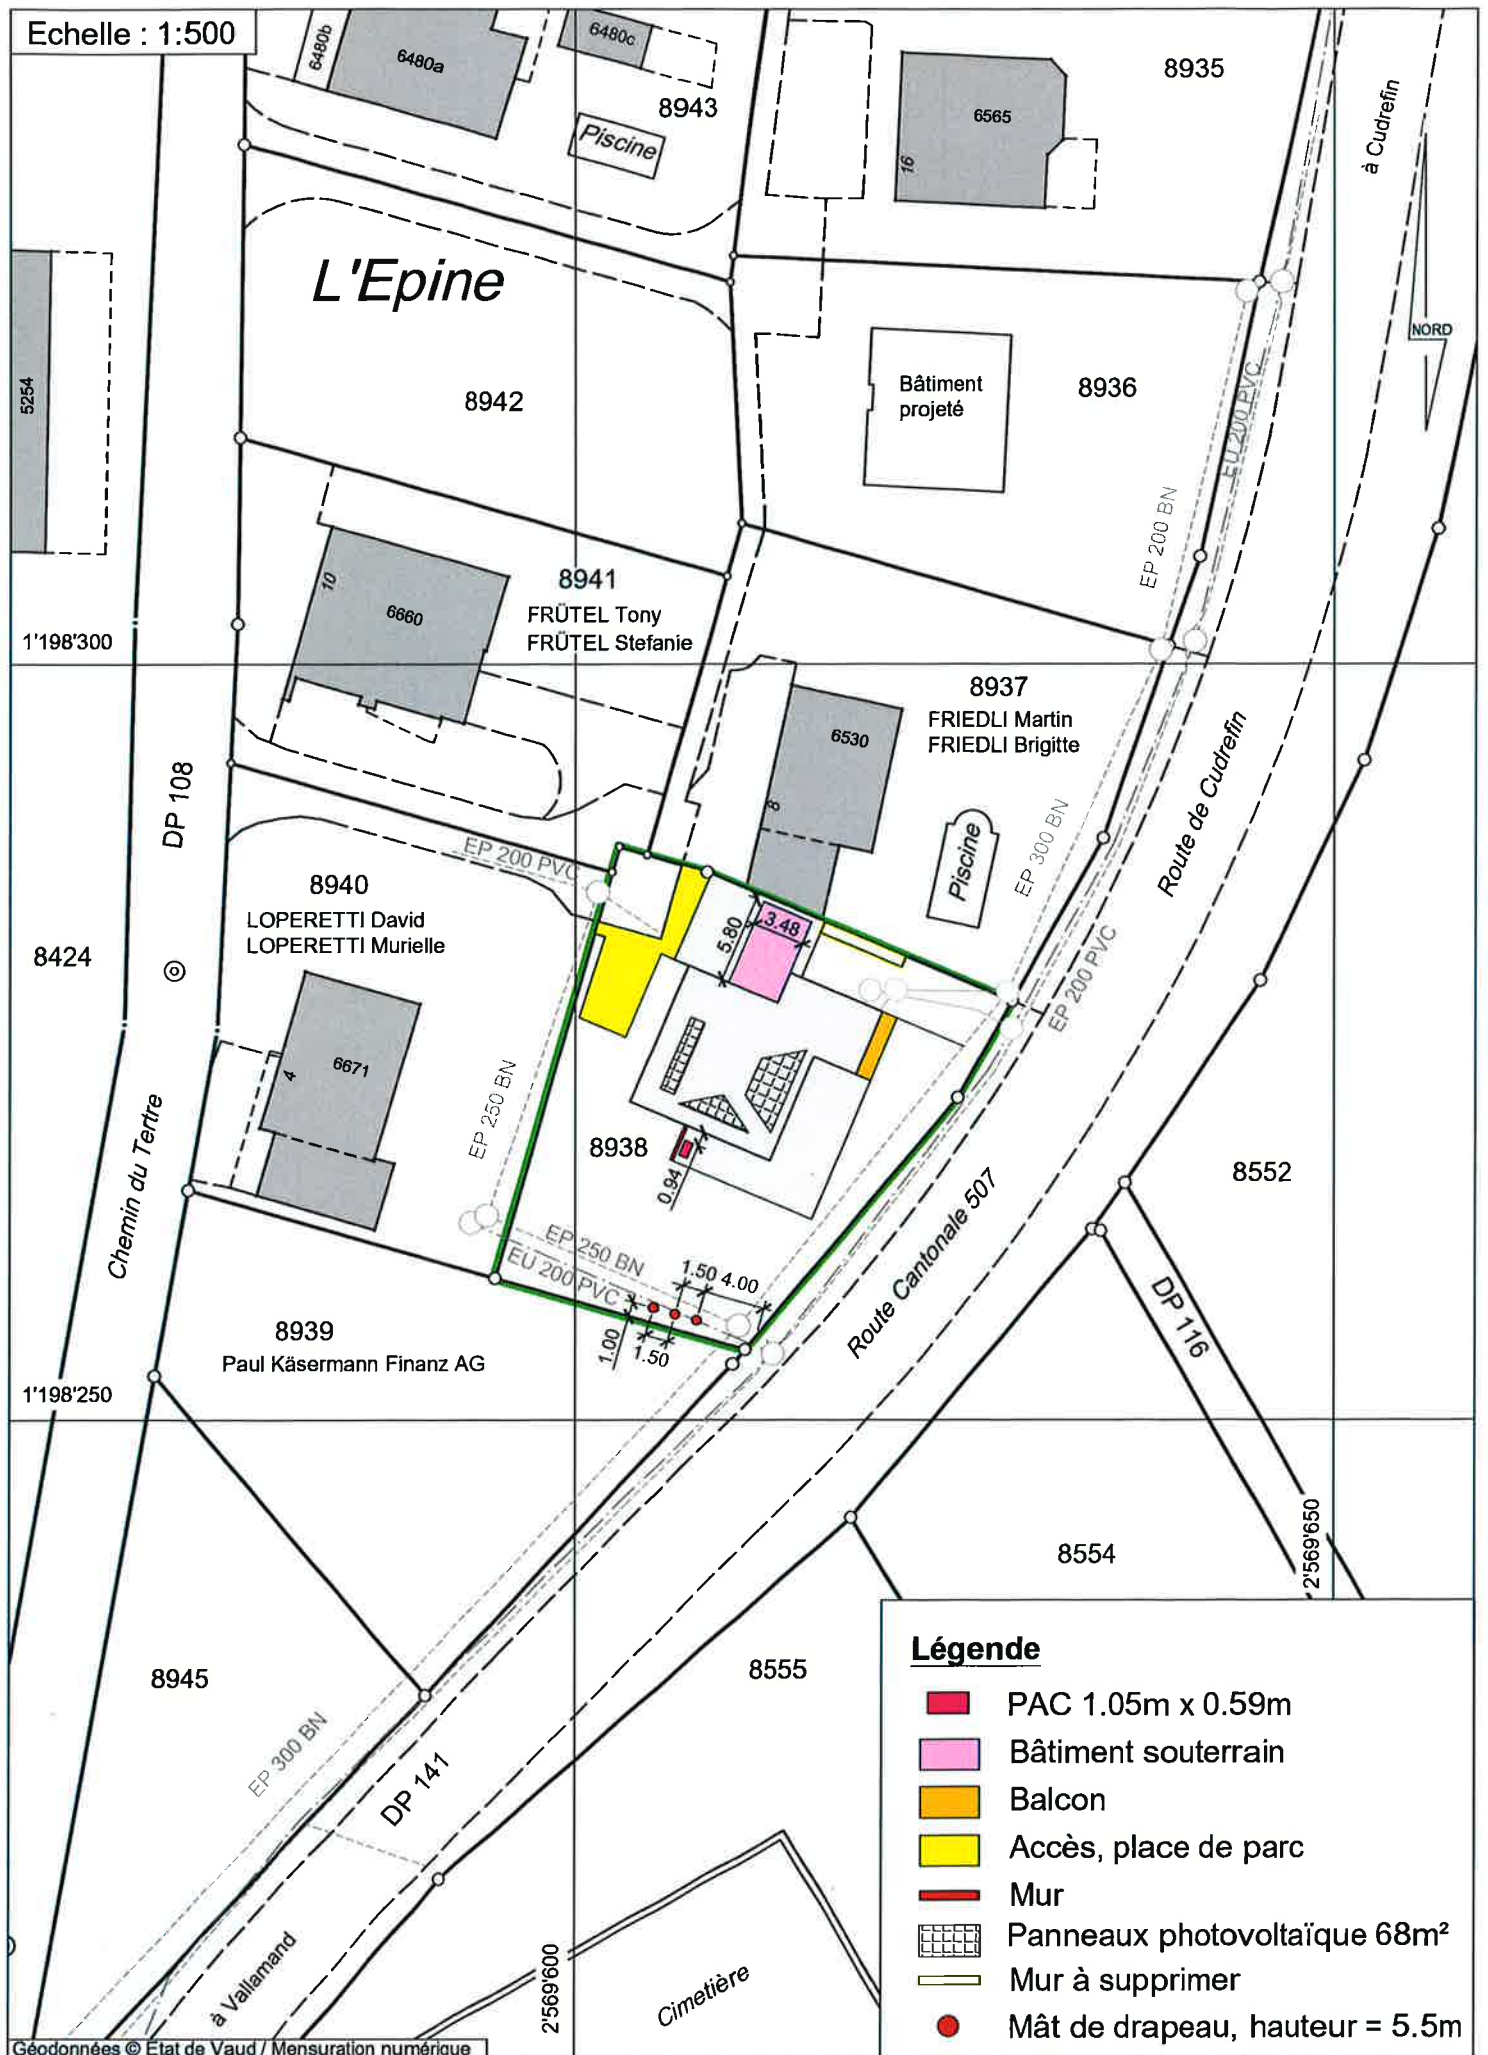 Echelle : 1:500
6480b
6480a
6480c
8943
Piscine
6565
16
8935
à Cudrefin
L'Epine
NORD
5254
8942
Bâtiment
projeté
8936
EU 200 PVC
EP 200 BN
10
6660
8941
FRÜTEL Tony
FRÜTEL Stefanie
1'198'300
8937
FRIEDLI Martin
FRIEDLI Brigitte
6530
8
Route de Cudrefin
DP 108
EP 200 PVC
Piscine
EP 300 BN
8940
LOPERETTI David
LOPERETTI Murielle
8424
5.80
3.48
EP 200 PVC
4
6671
EP 250 BN
8938
0.94
Chemin du Tertre
8552
Route Cantonale 507
EP 250 BN
EU 200 PVC
1.50 4.00
1.00
1.50
DP 116
8939
Paul Käsermann Finanz AG
1'198'250
2'569'650
8554
8945
8555
EP 300 BN
DP 141
à Vallamand
2'569'600
Cimetière
Légende
PAC 1.05m x 0.59m
Bâtiment souterrain
Balcon
Accès, place de parc
Mur
Panneaux photovoltaïque 68m²
Mur à supprimer
Mât de drapeau, hauteur = 5.5m
Géodonnées © Etat de Vaud / Mensuration numérique